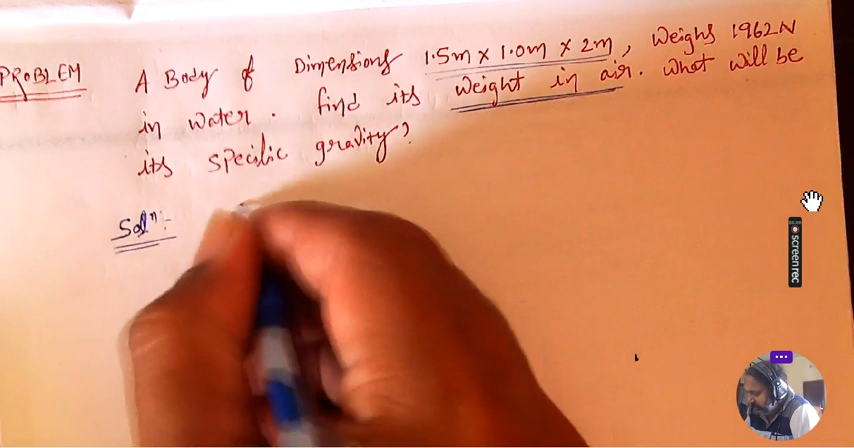 PROBLEM A Body of Dimensions 1.5m x 1.0m x 2m, Weighs 1962N
in water. find its weight in air. What will be
its specific gravity?
Solⁿ:-
screenrec